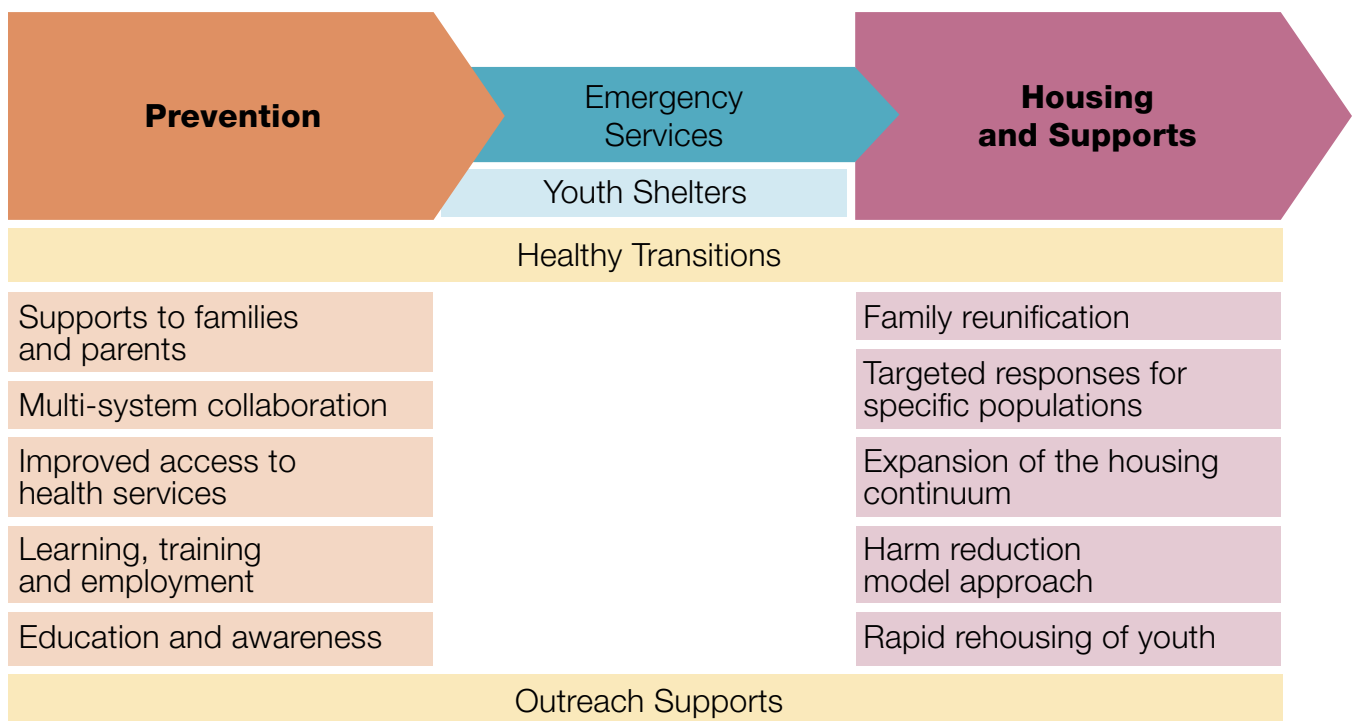 Prevention
Emergency
Services
Housing
and Supports
Youth Shelters
Healthy Transitions
Supports to families
and parents
Multi-system collaboration
Improved access to
health services
Learning, training
and employment
Education and awareness
Family reunification
Targeted responses for
specific populations
Expansion of the housing
continuum
Harm reduction
model approach
Rapid rehousing of youth
Outreach Supports